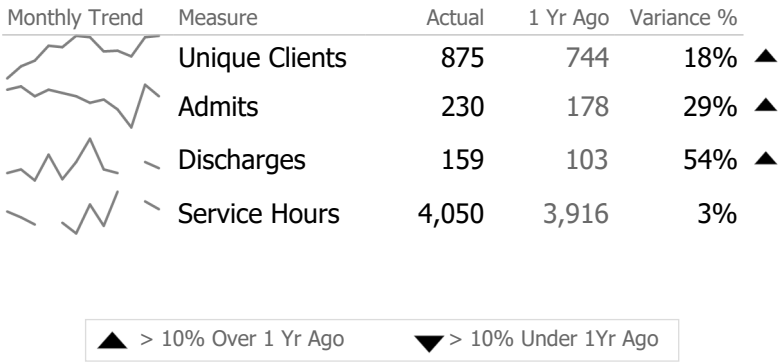 Monthly Trend Measure Actual 1 Yr Ago Variance %
Unique Clients 875 744 18% ▲
Admits 230 178 29% ▲
Discharges 159 103 54% ▲
Service Hours 4,050 3,916 3%
▲ > 10% Over 1 Yr Ago ▼ > 10% Under 1Yr Ago